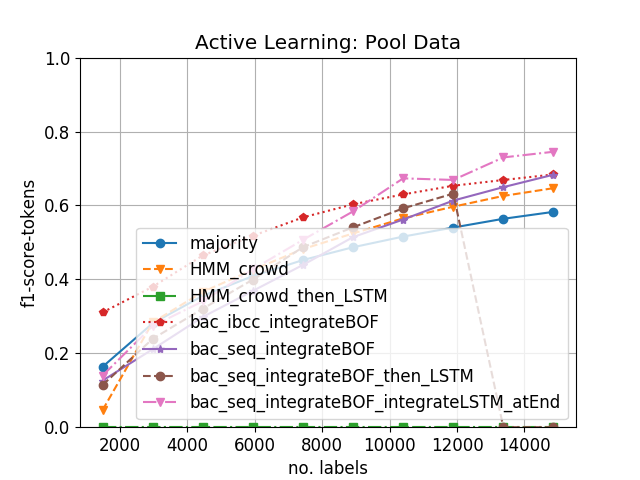 Active Learning: Pool Data
1.0
0.8
0.6
0.4
0.2
0.0
f1-score-tokens
majority
HMM_crowd
HMM_crowd_then_LSTM
bac_ibcc_integrateBOF
bac_seq_integrateBOF
bac_seq_integrateBOF_then_LSTM
bac_seq_integrateBOF_integrateLSTM_atEnd
2000 4000 6000 8000 10000 12000 14000
no. labels